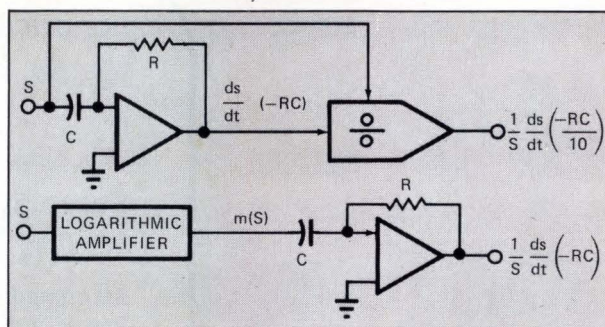 R
S
C
ds
dt
(-RC)
÷
1
S
ds
dt
(-RC
10)
S
LOGARITHMIC
AMPLIFIER
m(S)
C
R
1
S
ds
dt
(-RC)